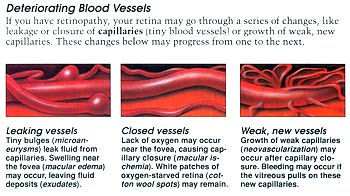 Deteriorating Blood Vessels
If you have retinopathy, your retina may go through a series of changes, like
leakage or closure of capillaries (tiny blood vessels) or growth of weak, new
capillaries. These changes below may progress from one to the next.
Leaking vessels
Tiny bulges (microan-
eurysms) leak fluid from
capillaries. Swelling near
the fovea (macular edema)
may occur, leaving fluid
deposits (exudates).
Closed vessels
Lack of oxygen may occur
near the fovea, causing cap-
illary closure (macular is-
chemia). White patches of
oxygen-starved retina (cot-
ton wool spots) may remain.
Weak, new vessels
Growth of weak capillaries
(neovascularization) may
occur after capillary clo-
sure. Bleeding may occur if
the vitreous pulls on these
new capillaries.